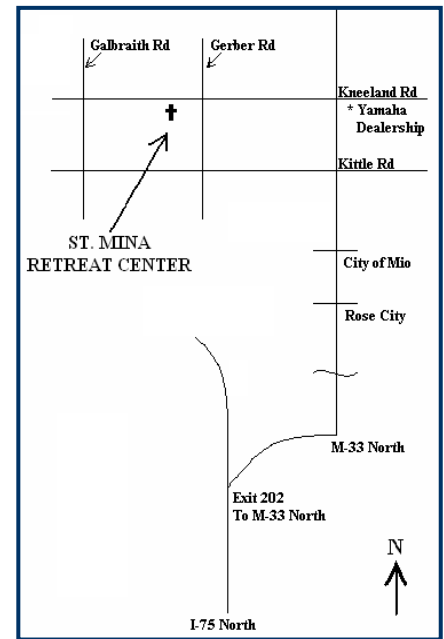 Galbraith Rd
Gerber Rd
Kneeland Rd
* Yamaha
Dealership
Kittle Rd
ST. MINA
RETREAT CENTER
City of Mio
Rose City
M-33 North
Exit 202
To M-33 North
N
I-75 North